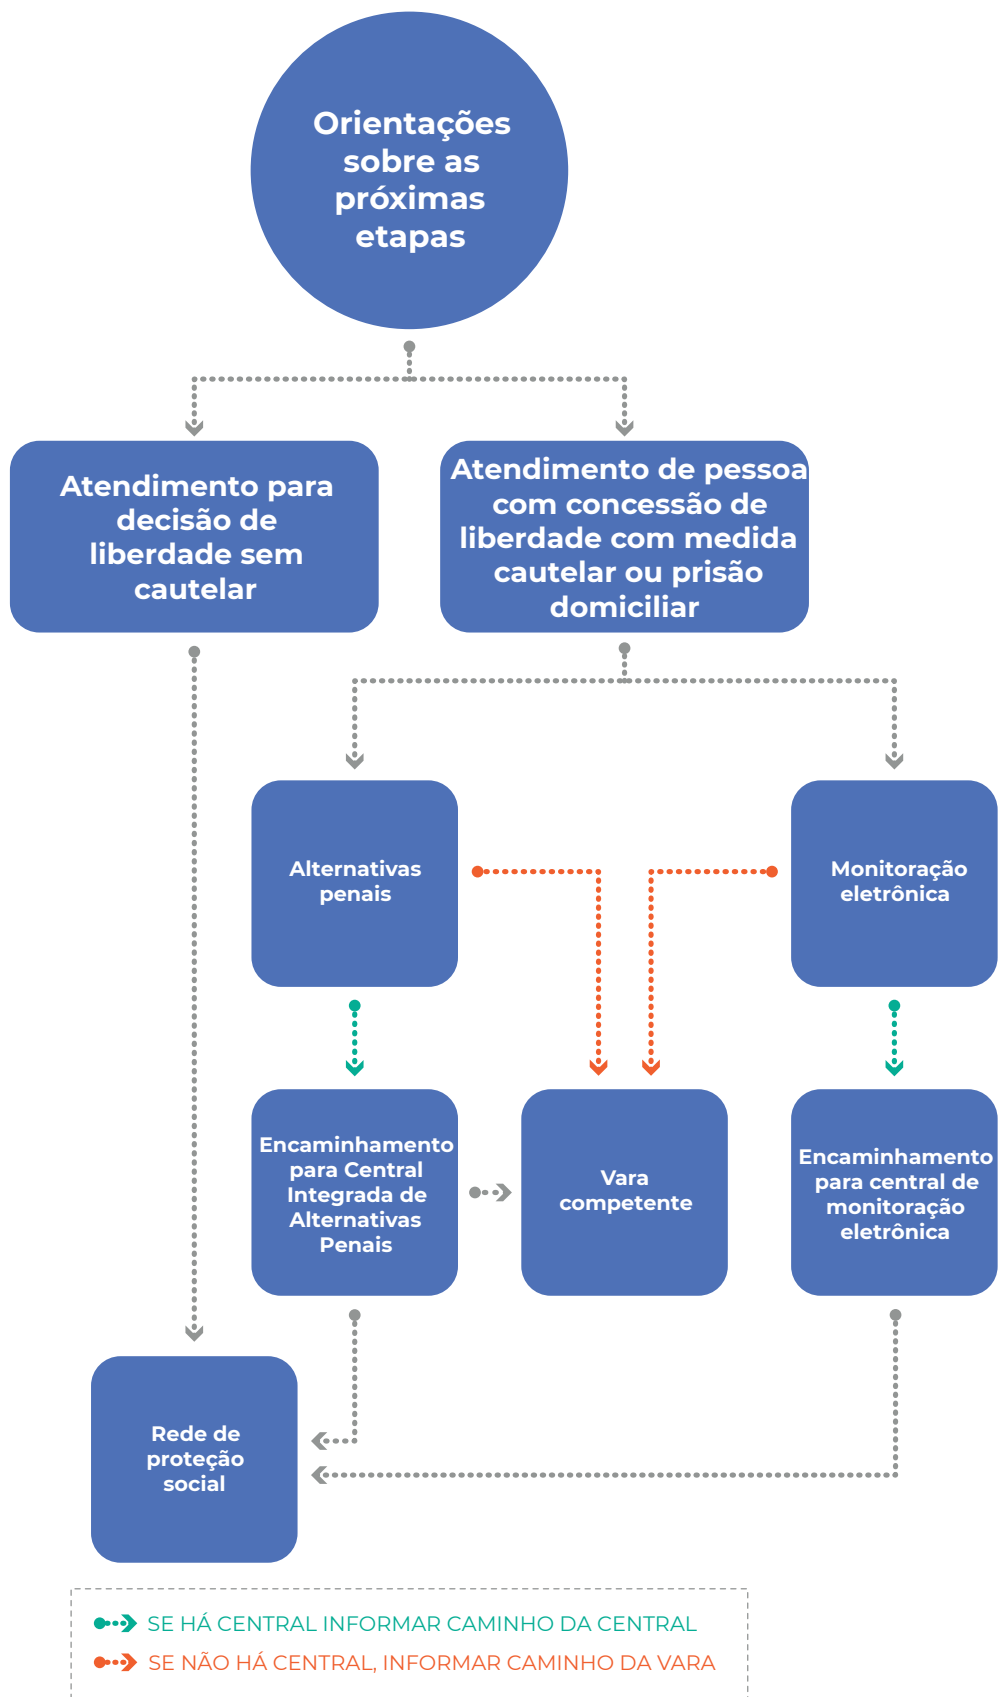 Orientações
sobre as
próximas
etapas
Atendimento para
decisão de
liberdade sem
cautelar
Atendimento de pessoa
com concessão de
liberdade com medida
cautelar ou prisão
domiciliar
Alternativas
penais
Monitoração
eletrônica
Encaminhamento
para Central
Integrada de
Alternativas
Penais
Vara
competente
Encaminhamento
para central de
monitoração
eletrônica
Rede de
proteção
social
SE HÁ CENTRAL INFORMAR CAMINHO DA CENTRAL
SE NÃO HÁ CENTRAL, INFORMAR CAMINHO DA VARA